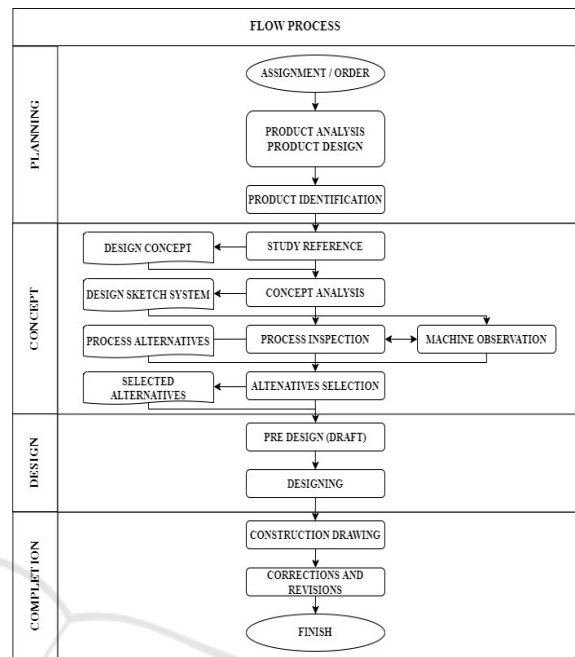 FLOW PROCESS
PLANNING
ASSIGNMENT / ORDER
PRODUCT ANALYSIS
PRODUCT DESIGN
PRODUCT IDENTIFICATION
CONCEPT
DESIGN CONCEPT
STUDY REFERENCE
DESIGN SKETCH SYSTEM
CONCEPT ANALYSIS
PROCESS ALTERNATIVES
PROCESS INSPECTION
MACHINE OBSERVATION
SELECTED
ALTERNATIVES
ALTENATIVES SELECTION
DESIGN
PRE DESIGN (DRAFT)
DESIGNING
COMPLETION
CONSTRUCTION DRAWING
CORRECTIONS AND
REVISIONS
FINISH